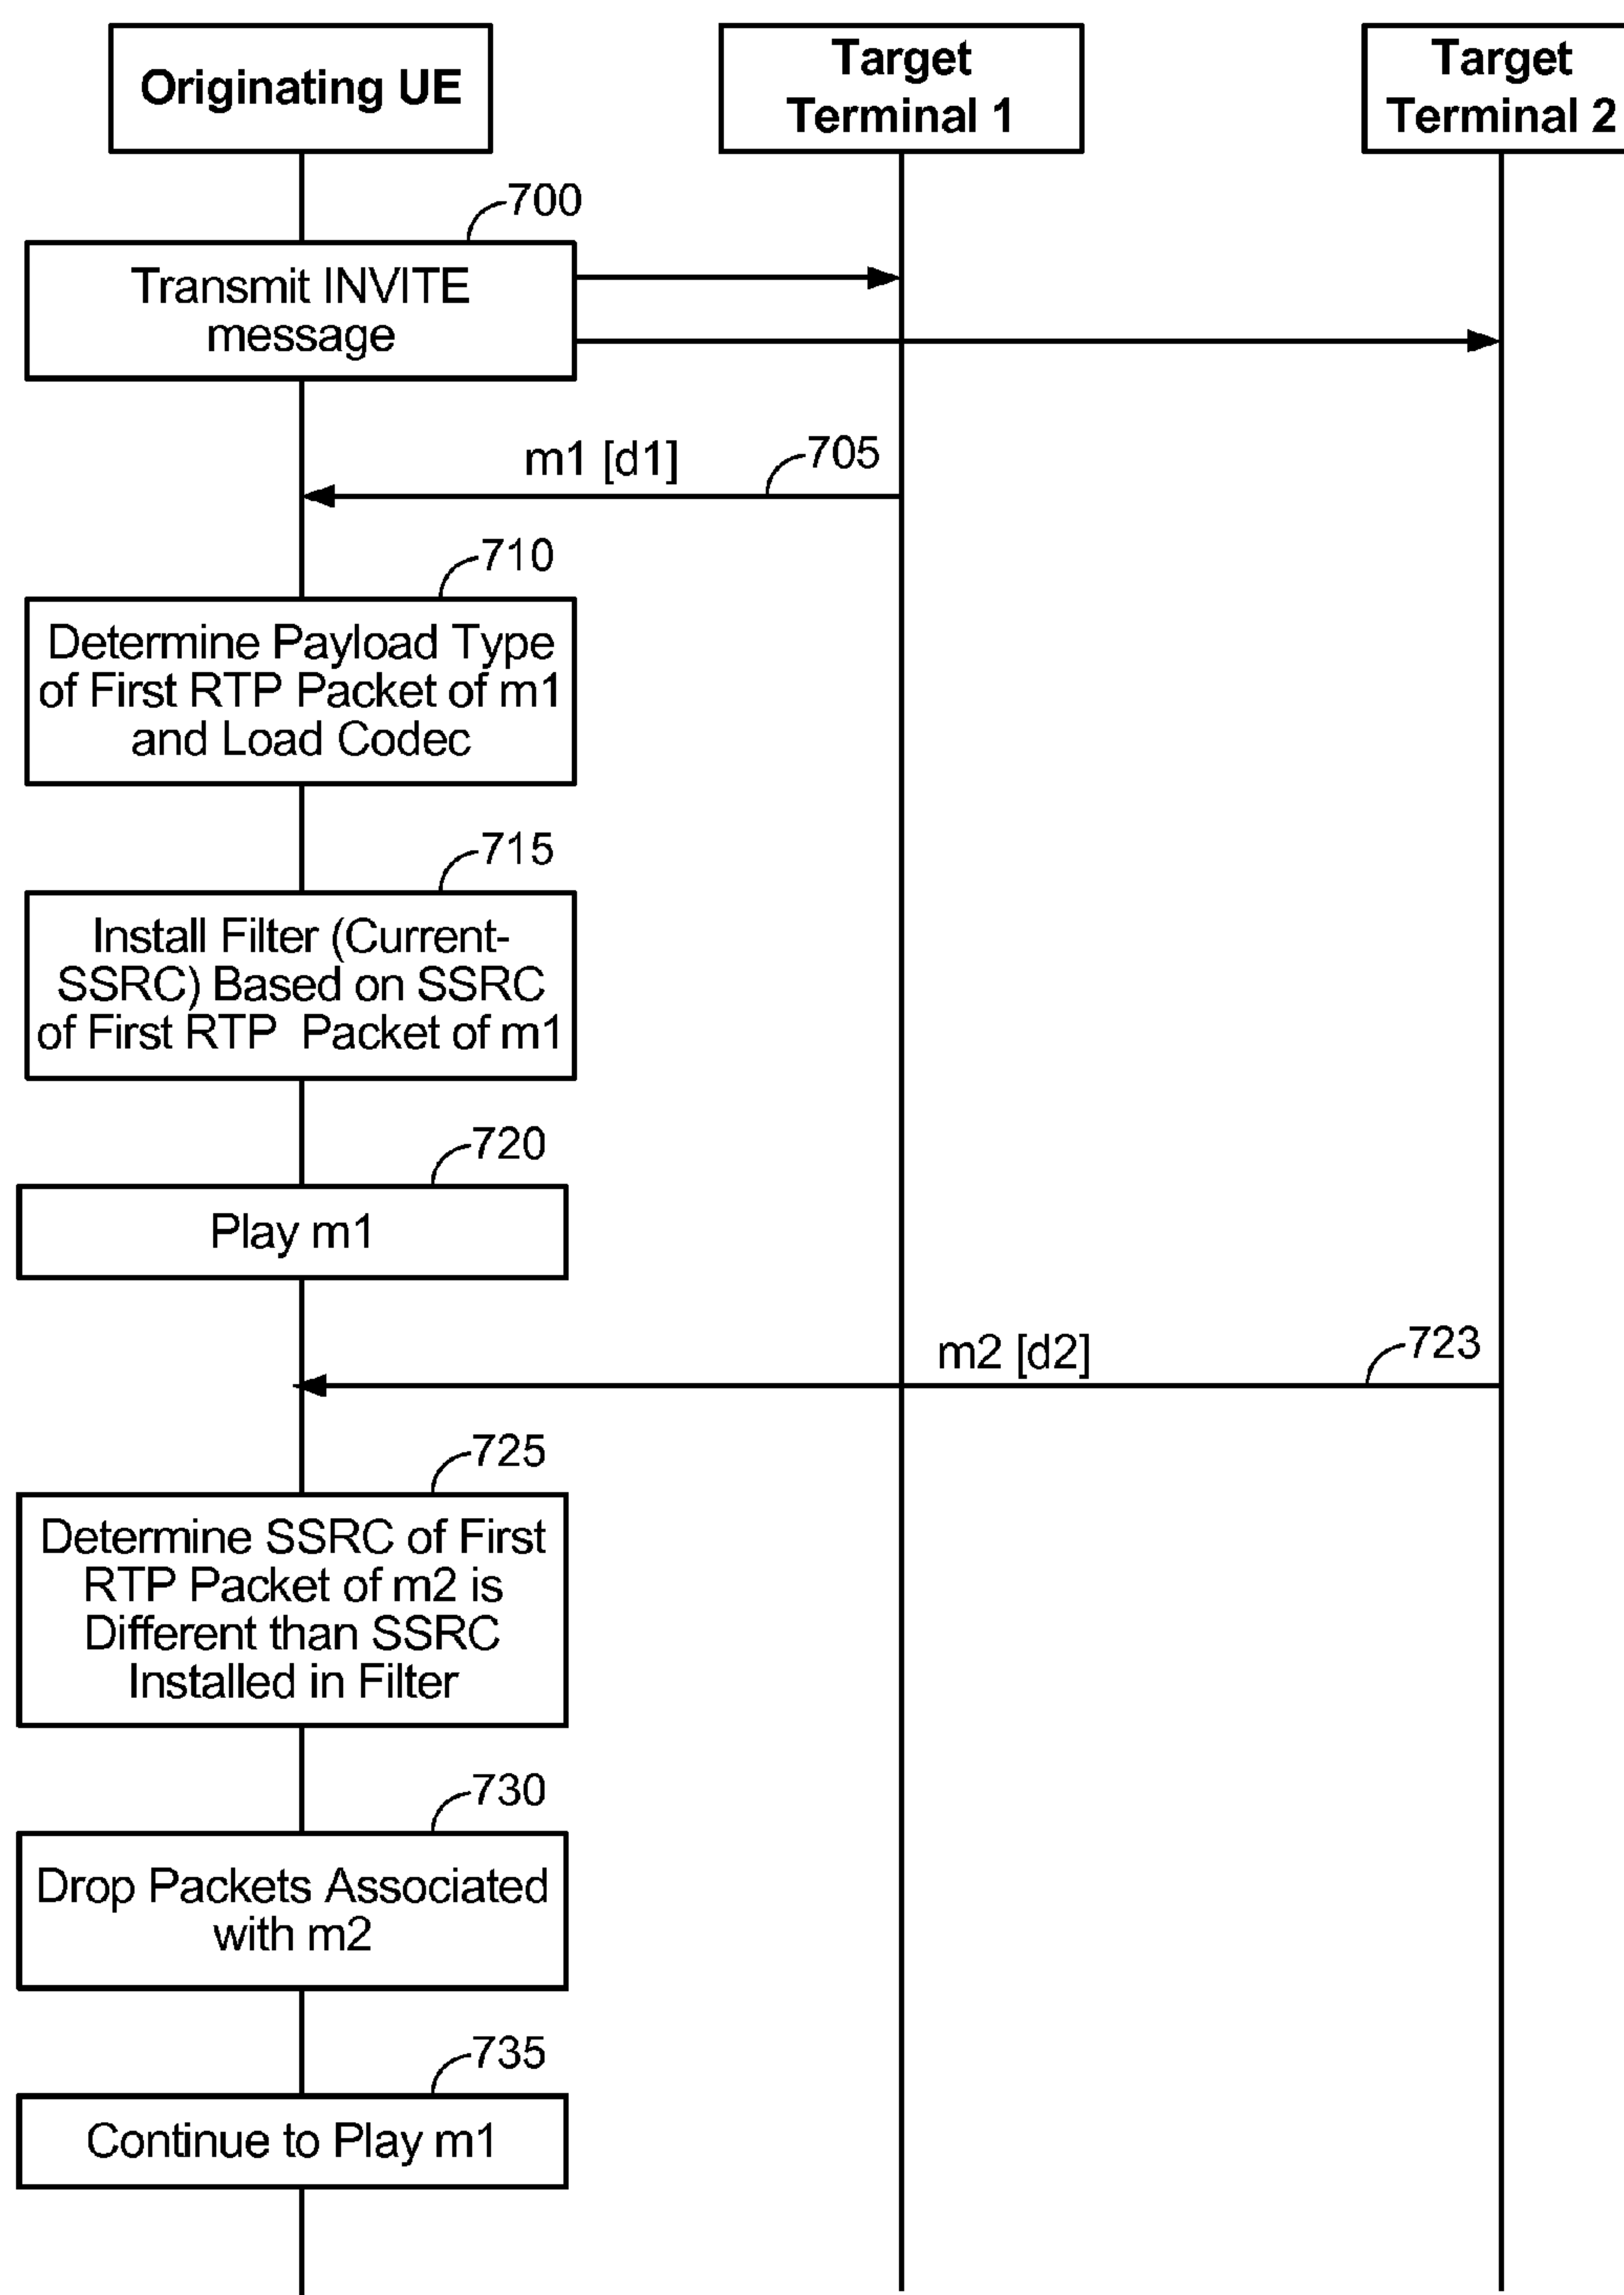 Originating UE
Target
Terminal 1
Target
Terminal 2
700
Transmit INVITE
message
m1 [d1]
705
710
Determine Payload Type
of First RTP Packet of m1
and Load Codec
715
Install Filter (Current-
SSRC) Based on SSRC
of First RTP Packet of m1
720
Play m1
m2 [d2]
723
725
Determine SSRC of First
RTP Packet of m2 is
Different than SSRC
Installed in Filter
730
Drop Packets Associated
with m2
735
Continue to Play m1